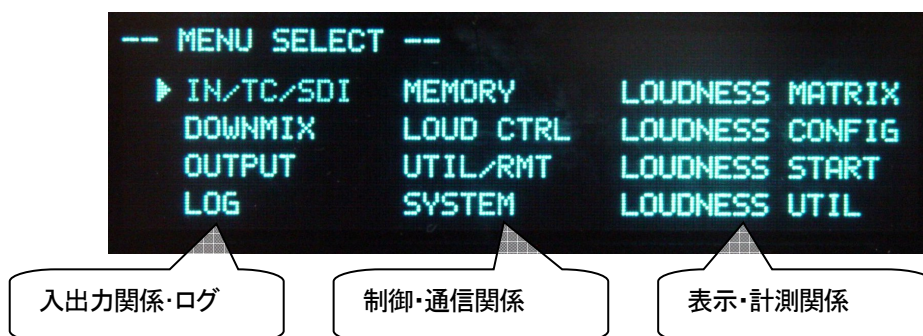 -- MENU SELECT --
▶ IN/TC/SDI MEMORY LOUDNESS MATRIX
DOWNMIX LOUD CTRL LOUDNESS CONFIG
OUTPUT UTIL/RMT LOUDNESS START
LOG SYSTEM LOUDNESS UTIL
入出力関係・ログ 制御・通信関係 表示・計測関係